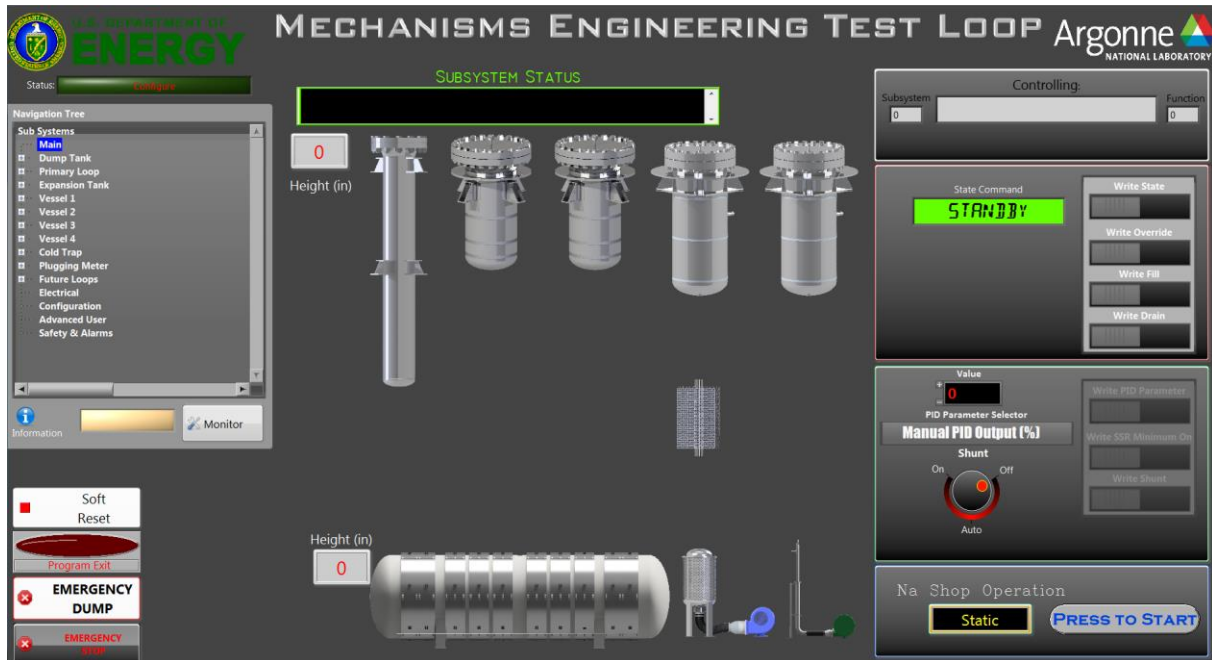 U.S. DEPARTMENT OF
ENERGY
MECHANISMS ENGINEERING TEST LOOP
Argonne
NATIONAL LABORATORY
Status:
Configure
SUBSYSTEM STATUS
Navigation Tree
Sub Systems
Main
Dump Tank
Primary Loop
Expansion Tank
Vessel 1
Vessel 2
Vessel 3
Vessel 4
Cold Trap
Plugging Meter
Future Loops
Electrical
Configuration
Advanced User
Safety & Alarms
Information
Monitor
Soft
Reset
Program Exit
EMERGENCY
DUMP
EMERGENCY
STOP
0
Height (in)
Height (in)
0
Controlling:
Subsystem
0
Function
0
State Command
STANDBY
Write State
Write Override
Write Fill
Write Drain
Value
0
PID Parameter Selector
Manual PID Output (%)
Shunt
On
Off
Auto
Write PID Parameter
Write SSR Minimum On
Write Shunt
Na Shop Operation
Static
PRESS TO START